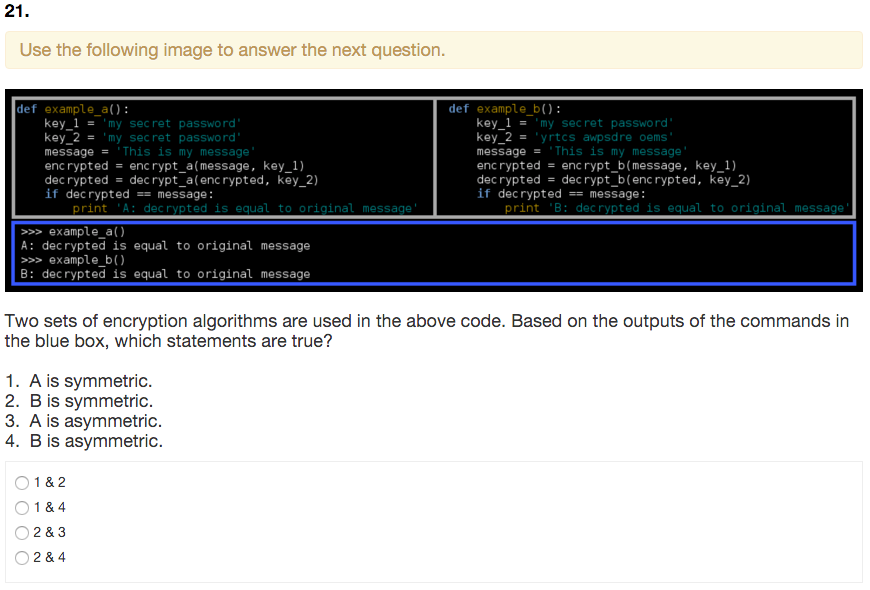 21.
Use the following image to answer the next question.
def example_a():
key_1 = 'my secret password'
key_2 = 'my secret password'
message = 'This is my message'
encrypted = encrypt_a(message, key_1)
decrypted = decrypt_a(encrypted, key_2)
if decrypted == message:
print 'A: decrypted is equal to original message'
def example_b():
key_1 = 'my secret password'
key_2 = 'yrtcs awpsdre oems'
message = 'This is my message'
encrypted = encrypt_b(message, key_1)
decrypted = decrypt_b(encrypted, key_2)
if decrypted == message:
print 'B: decrypted is equal to original message'
>>> example_a()
A: decrypted is equal to original message
>>> example_b()
B: decrypted is equal to original message
Two sets of encryption algorithms are used in the above code. Based on the outputs of the commands in
the blue box, which statements are true?
1. A is symmetric.
2. B is symmetric.
3. A is asymmetric.
4. B is asymmetric.
1 & 2
1 & 4
2 & 3
2 & 4